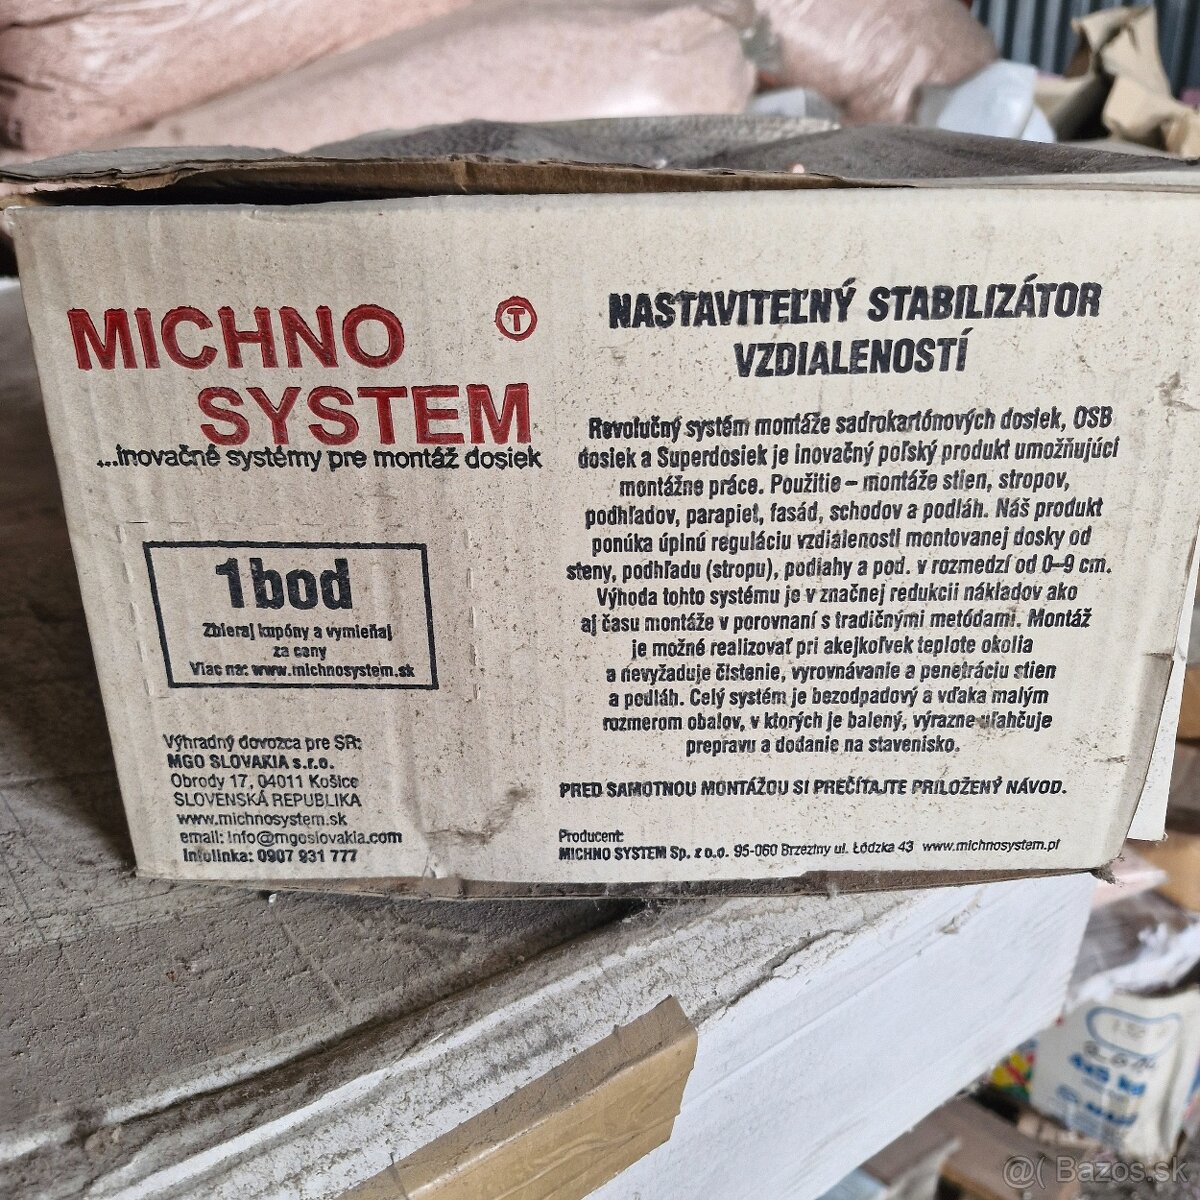 MICHNO
SYSTEM
T
...inovačné systémy pre montáž dosiek
1bod
Zbieraj kupóny a vymieňaj
za ceny
Viac na: www.michnosystem.sk
Výhradný dovozca pre SR:
MGO SLOVAKIA s.r.o.
Obrody 17, 04011 Košice
SLOVENSKÁ REPUBLIKA
www.michnosystem.sk
email: info@mgoslovakia.com
Infolinka: 0907 931 777
NASTAVITEĽNÝ STABILIZÁTOR
VZDIALENOSTÍ
Revolučný systém montáže sadrokartónových dosiek, OSB
dosiek a Superdosiek je inovačný poľský produkt umožňujúci
montážne práce. Použitie – montáže stien, stropov,
podhľadov, parapiet, fasád, schodov a podláh. Náš produkt
ponúka úplnú reguláciu vzdialenosti montovanej dosky od
steny, podhľadu (stropu), podlahy a pod. v rozmedzí od 0–9 cm.
Výhoda tohto systému je v značnej redukcii nákladov ako
aj času montáže v porovnaní s tradičnými metódami. Montáž
je možné realizovať pri akejkoľvek teplote okolia
a nevyžaduje čistenie, vyrovnávanie a penetráciu stien
a podláh. Celý systém je bezodpadový a vďaka malým
rozmerom obalov, v ktorých je balený, výrazne uľahčuje
prepravu a dodanie na stavenisko.
PRED SAMOTNOU MONTÁŽOU SI PREČÍTAJTE PRILOŽENÝ NÁVOD.
Producent:
MICHNO SYSTEM Sp. z o.o. 95-060 Brzeziny ul. Łódzka 43 www.michnosystem.pl
@( Bazos.sk